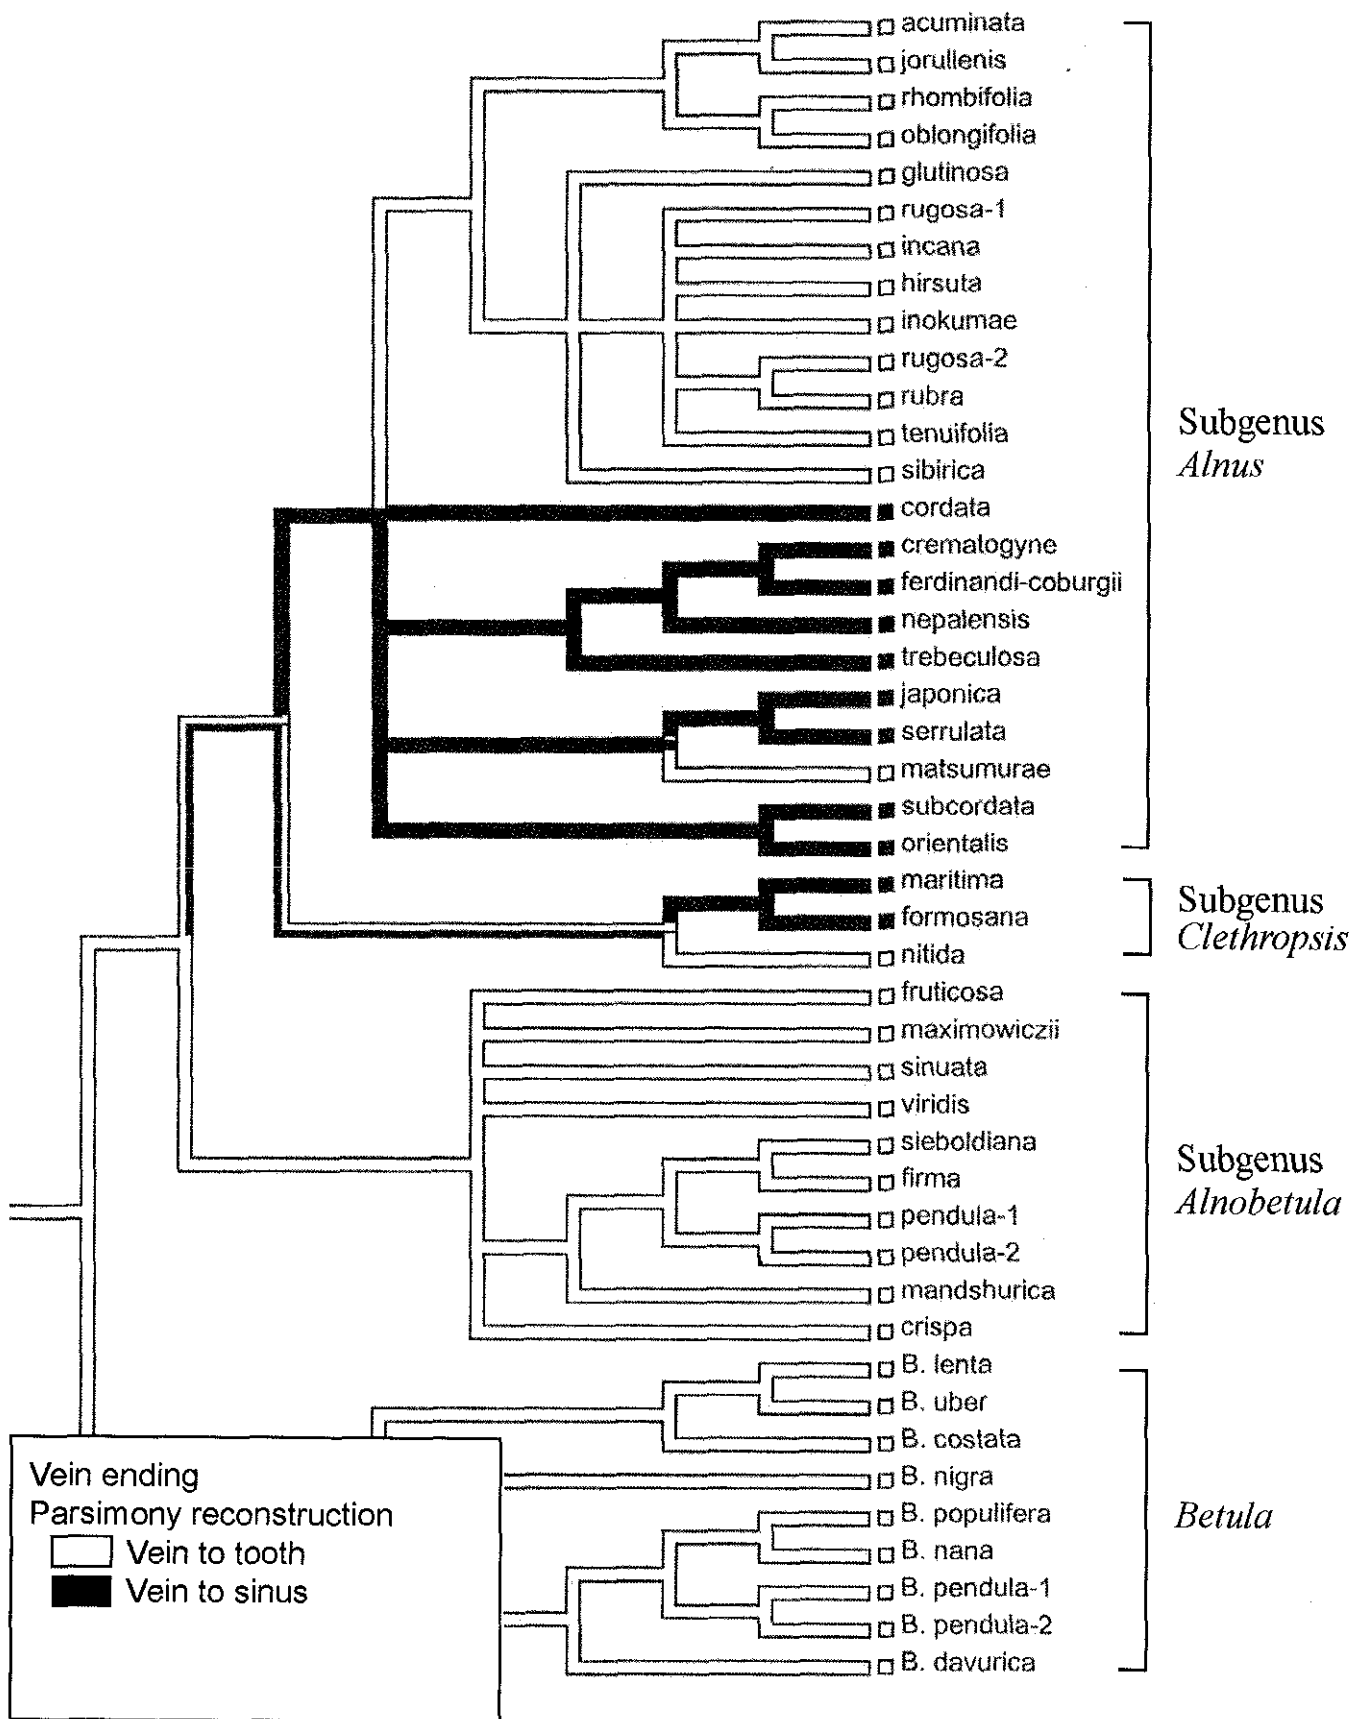 acuminata
jorullenis
rhombifolia
oblongifolia
glutinosa
rugosa-1
incana
hirsuta
inokumae
rugosa-2
rubra
tenuifolia
sibirica
cordata
crematogyne
ferdinandi-coburgii
nepalensis
trebeculosa
japonica
serrulata
matsumurae
subcordata
orientalis
maritima
formosana
nitida
fruticosa
maximowiczii
sinuata
viridis
sieboldiana
firma
pendula-1
pendula-2
mandshurica
crispa
B. lenta
B. uber
B. costata
B. nigra
B. populifera
B. nana
B. pendula-1
B. pendula-2
B. davurica
Subgenus
Alnus
Subgenus
Clethropsis
Subgenus
Alnobetula
Betula
Vein ending
Parsimony reconstruction
Vein to tooth
Vein to sinus